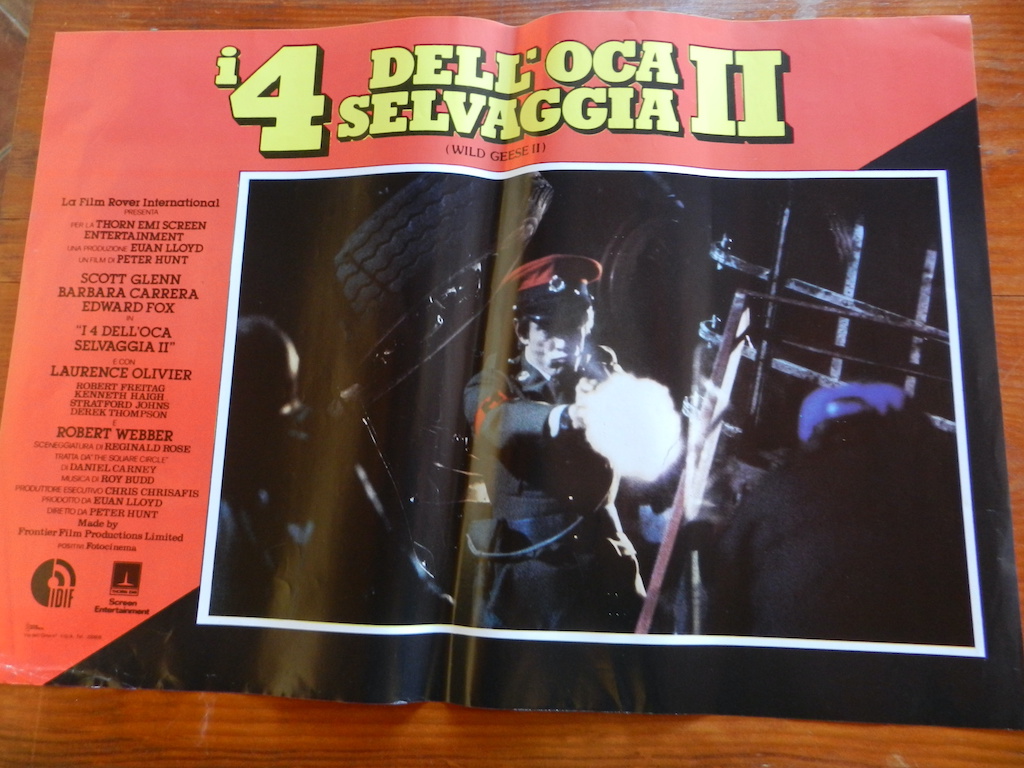 i 4 DELL'OCA
SELVAGGIA II
(WILD GEESE II)
La Film Rover International
PRESENTA
PER LA THORN EMI SCREEN
ENTERTAINMENT
UNA PRODUZIONE EUAN LLOYD
UN FILM DI PETER HUNT
SCOTT GLENN
BARBARA CARRERA
EDWARD FOX
IN
"I 4 DELL'OCA
SELVAGGIA II"
E CON
LAURENCE OLIVIER
ROBERT FREITAG
KENNETH HAIGH
STRATFORD JOHNS
DEREK THOMPSON
E
ROBERT WEBBER
SCENEGGIATURA DI REGINALD ROSE
TRATTA DA "THE SQUARE CIRCLE"
DI DANIEL CARNEY
MUSICA DI ROY BUDD
PRODUTTORE ESECUTIVO CHRIS CHRISAFIS
PRODOTTO DA EUAN LLOYD
DIRETTO DA PETER HUNT
Made by
Frontier Film Productions Limited
POSITIVI Fotocinema
IDIF
THORN EMI
Screen
Entertainment